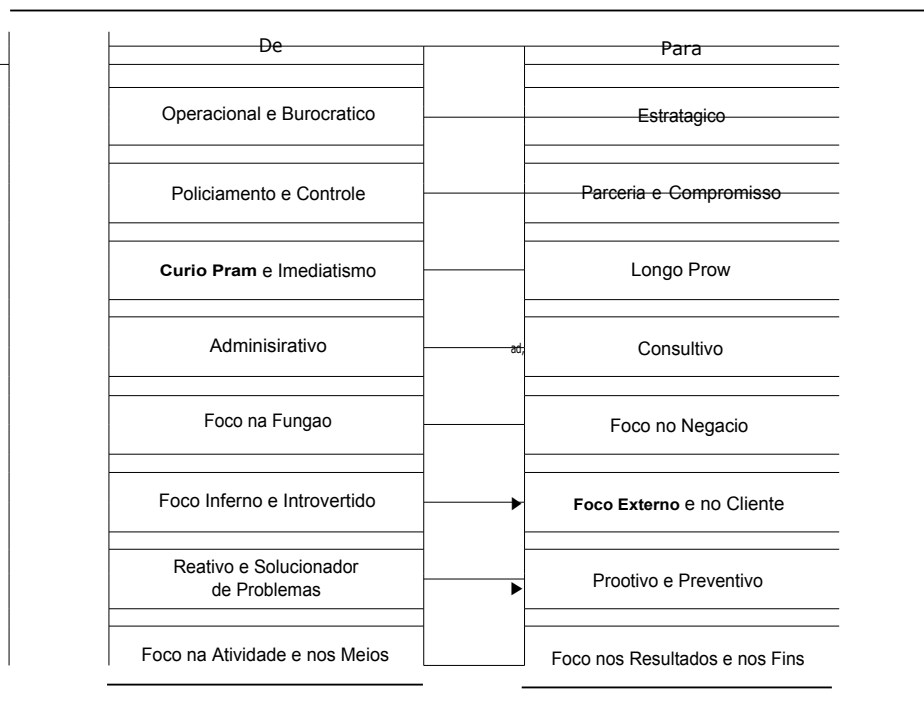 De Para
Operacional e Burocratico Estratagico
Policiamento e Controle Parceria e Compromisso
Curio Pram e Imediatismo Longo Prow
Adminisirativo ad, Consultivo
Foco na Fungao Foco no Negacio
Foco Inferno e Introvertido Foco Externo e no Cliente
Reativo e Solucionador
de Problemas Prootivo e Preventivo
Foco na Atividade e nos Meios Foco nos Resultados e nos Fins